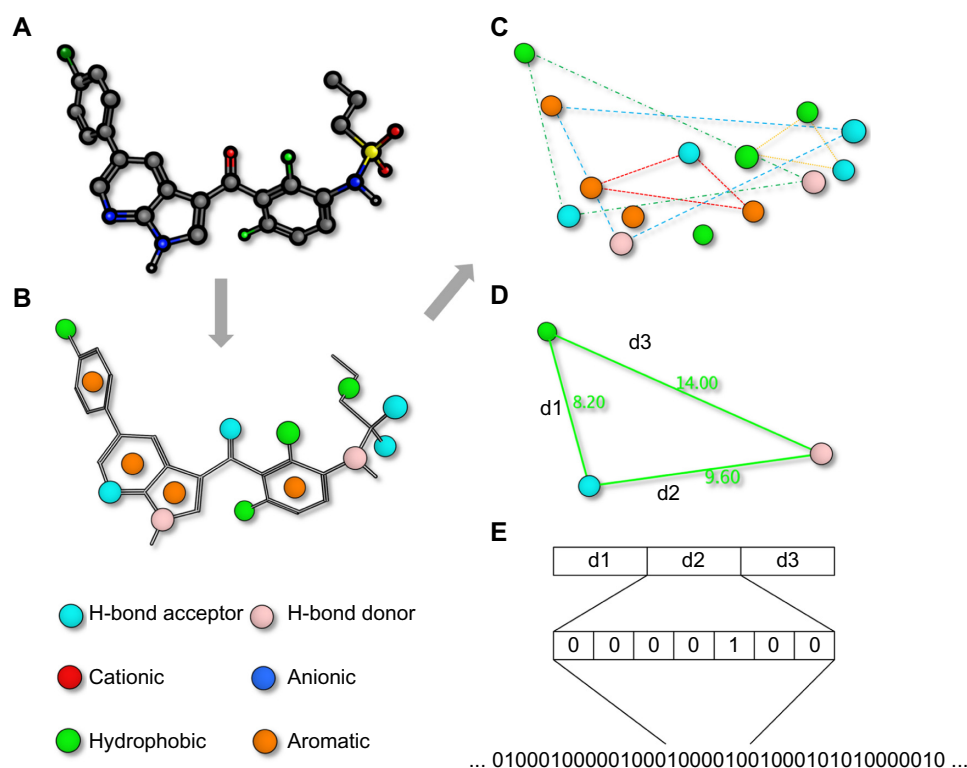 A
C
B
D
d3
14.00
8.20
d1
9.60
d2
E
d1 d2 d3
0 0 0 0 1 0 0
H-bond acceptor H-bond donor
Cationic Anionic
Hydrophobic Aromatic
... 010001000001000100001001000101010000010 ...